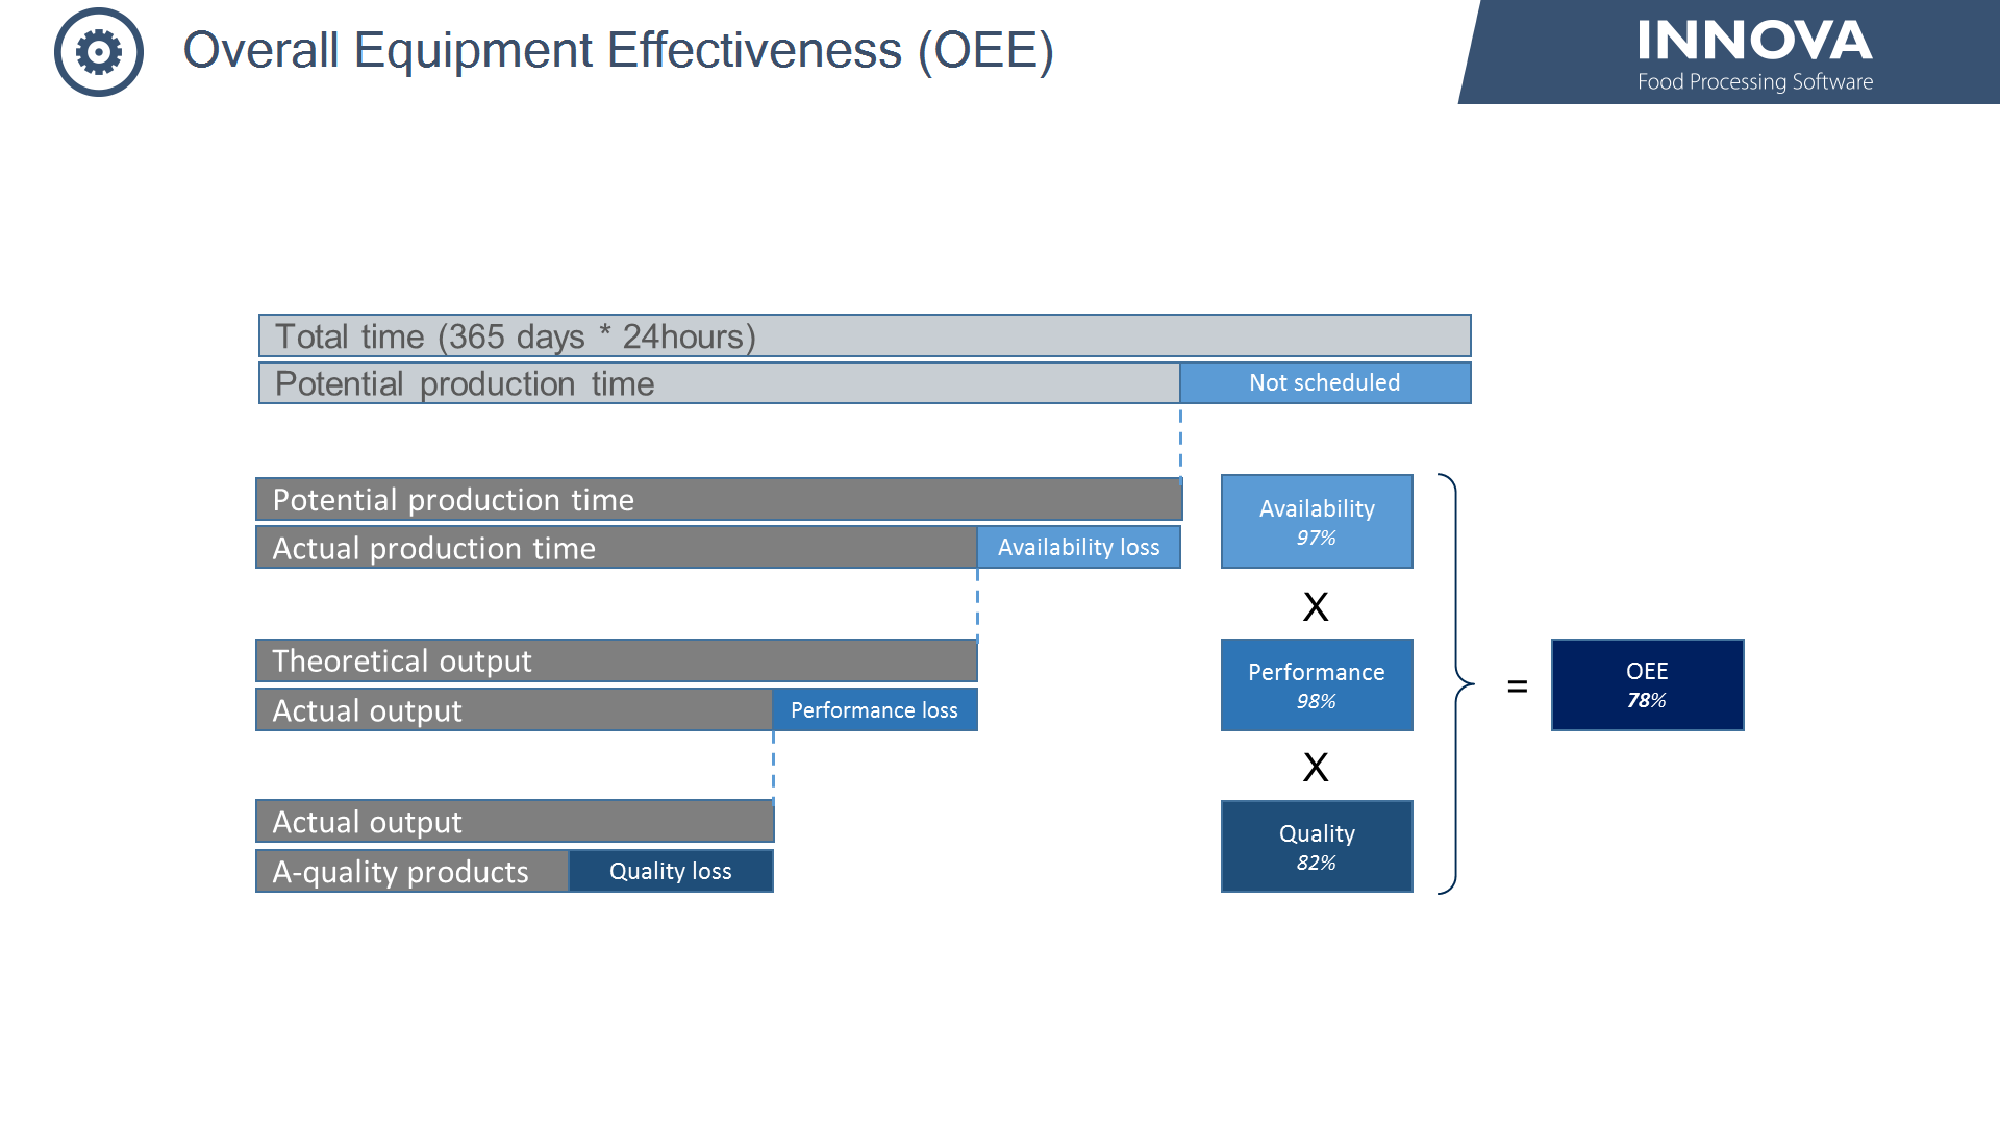 Overall Equipment Effectiveness (OEE)
INNOVA
Food Processing Software
Total time (365 days * 24hours)
Potential production time
Not scheduled
Potential production time
Actual production time
Availability loss
Availability
97%
X
Theoretical output
Actual output
Performance loss
Performance
98%
=
OEE
78%
X
Actual output
A-quality products
Quality loss
Quality
82%